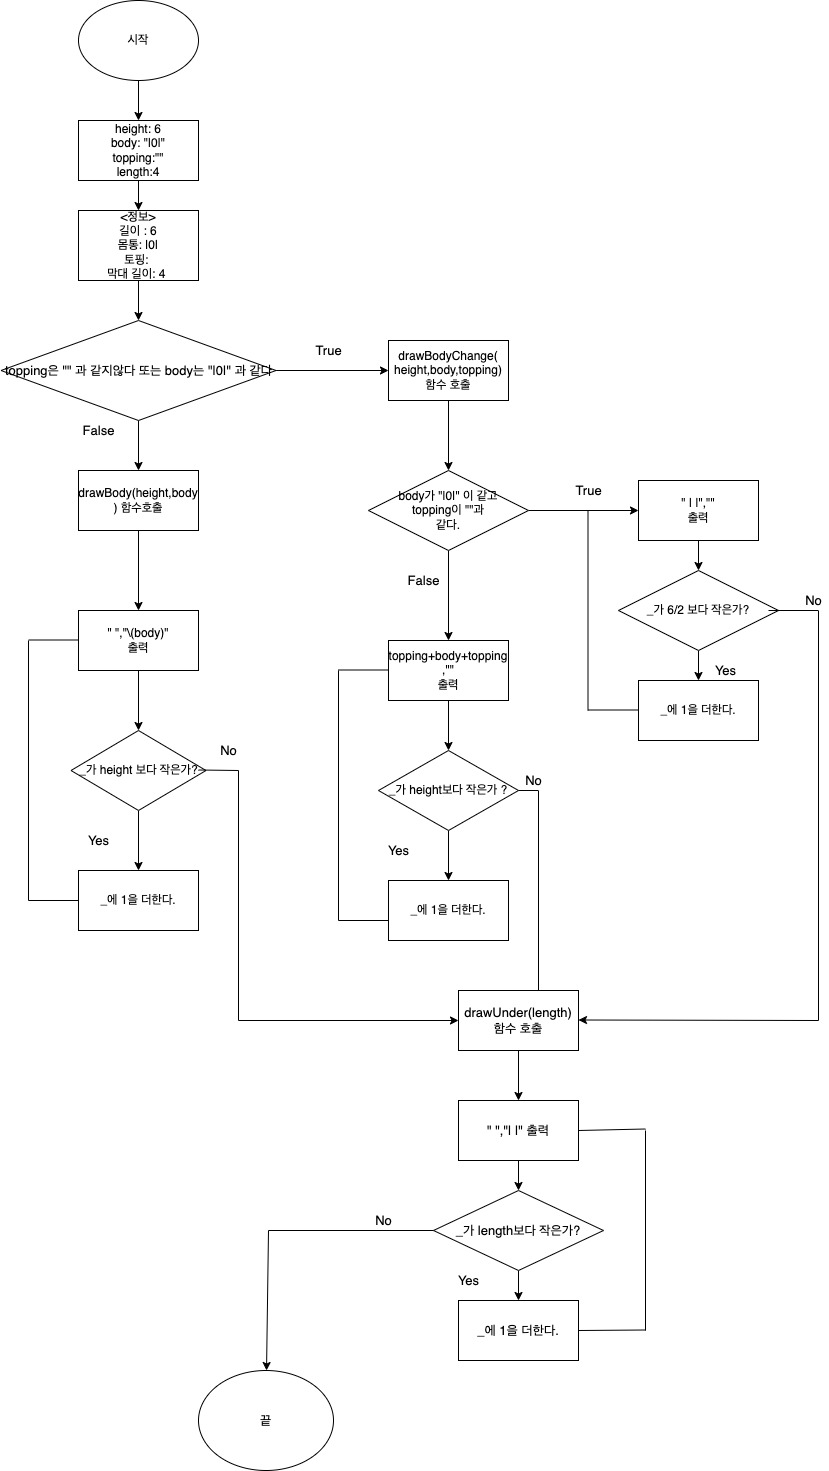 시작
height: 6
body: "|0|"
topping:""
length:4
<정보>
길이 : 6
몸통: |0|
토핑:
막대 길이: 4
topping은 "" 과 같지않다 또는 body는 "|0|" 과 같다
True
False
drawBodyChange(
height,body,topping)
함수 호출
drawBody(height,body
) 함수호출
body가 "|0|" 이 같고
topping이 ""과
같다.
True
False
" | |",""
출력
_가 6/2 보다 작은가?
No
Yes
_에 1을 더한다.
" ","\(body)"
출력
topping+body+topping
,""
출력
_가 height 보다 작은가?
No
Yes
_에 1을 더한다.
_가 height보다 작은가 ?
No
Yes
_에 1을 더한다.
drawUnder(length)
함수 호출
" ","| |" 출력
_가 length보다 작은가?
No
Yes
_에 1을 더한다.
끝